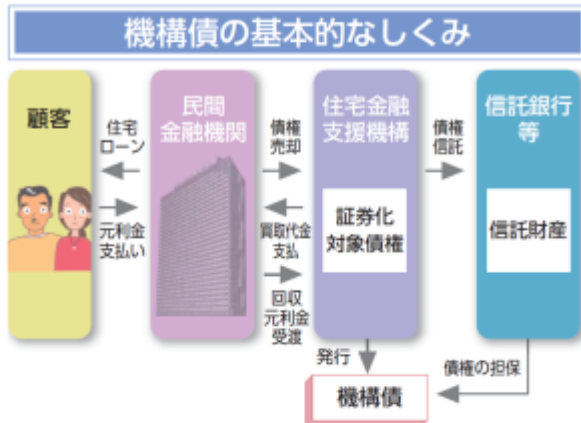 機構債の基本的なしくみ
顧客
住宅
ローン
元利金
支払い
民間
金融機関
債権
売却
買取代金
支払
回収
元利金
受渡
住宅金融
支援機構
証券化
対象債権
債権
信託
信託銀行
等
信託財産
発行
債権の担保
機構債